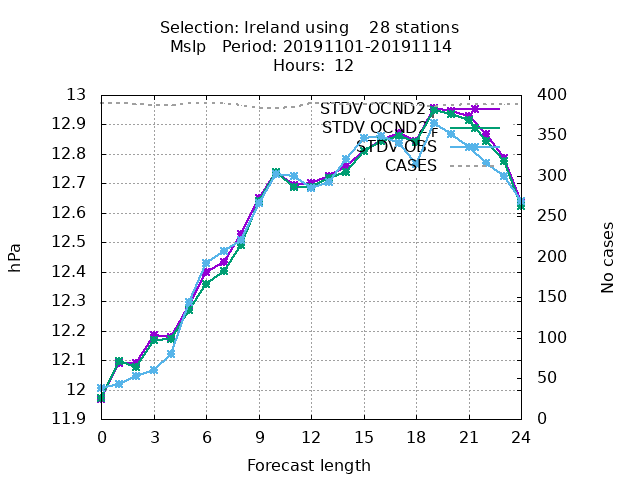 Selection: Ireland using 28 stations
Mslp Period: 20191101-20191114
Hours: 12
13
12.9
12.8
12.7
12.6
12.5
12.4
12.3
12.2
12.1
12
11.9
400
350
300
250
200
150
100
50
0
STDV OCND2
STDV OBS
CASES
hPa
No cases
0 3 6 9 12 15 18 21 24
Forecast length